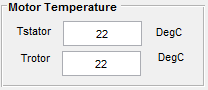 Motor Temperature
Tstator 22 DegC
Trotor 22 DegC